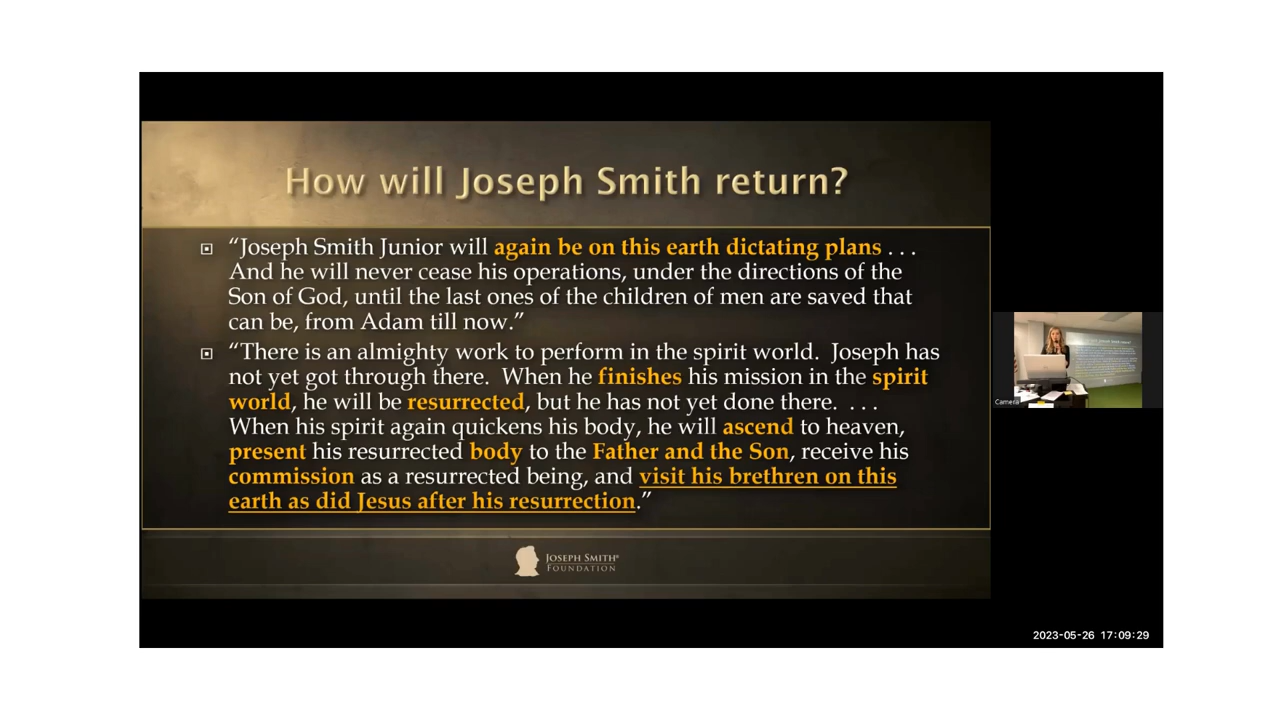 How will Joseph Smith return?
“Joseph Smith Junior will again be on this earth dictating plans . . .
And he will never cease his operations, under the directions of the
Son of God, until the last ones of the children of men are saved that
can be, from Adam till now.”
“There is an almighty work to perform in the spirit world. Joseph has
not yet got through there. When he finishes his mission in the spirit
world, he will be resurrected, but he has not yet done there. . . .
When his spirit again quickens his body, he will ascend to heaven,
present his resurrected body to the Father and the Son, receive his
commission as a resurrected being, and visit his brethren on this
earth as did Jesus after his resurrection.”
JOSEPH SMITH®
FOUNDATION
Camera
2023-05-26 17:09:29